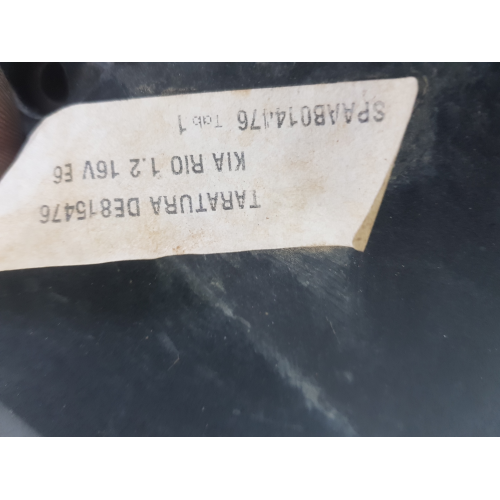 TARATURA DE815476
KIA RIO 1.2 16V E6
SPAAB014476 Tab 1